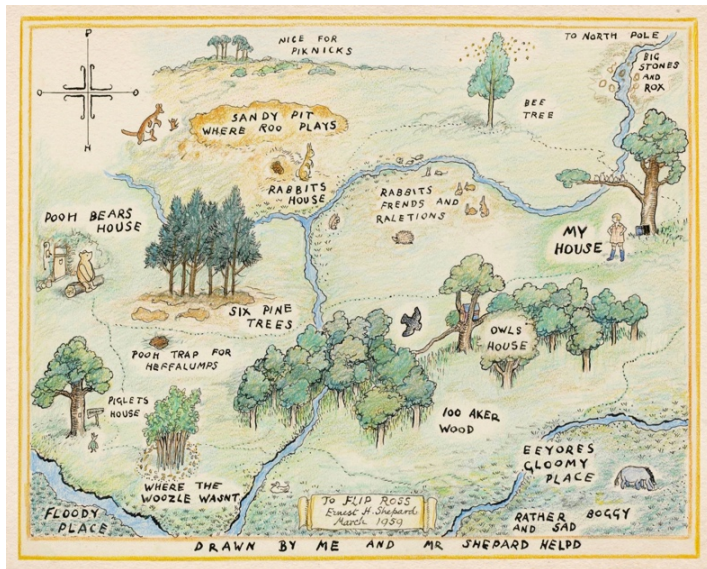 P
H
NICE FOR
PIKNICKS
TO NORTH POLE
BIG
STONES
AND
ROX
BEE
TREE
SANDY PIT
WHERE ROO PLAYS
RABBITS
HOUSE
RABBITS
FRENDS AND
RALETIONS
POOH BEARS
HOUSE
MY
HOUSE
SIX PINE
TREES
OWLS
HOUSE
POOH TRAP FOR
HEFFALUMPS
PIGLETS
HOUSE
100 AKER
WOOD
EEYORES
GLOOMY
PLACE
WHERE THE
WOOZLE WASNT
FLOODY
PLACE
TO FLIP ROSS
Ernest H. Shepard
March 1959
RATHER BOGGY
AND SAD
DRAWN BY ME AND MR SHEPARD HELPD